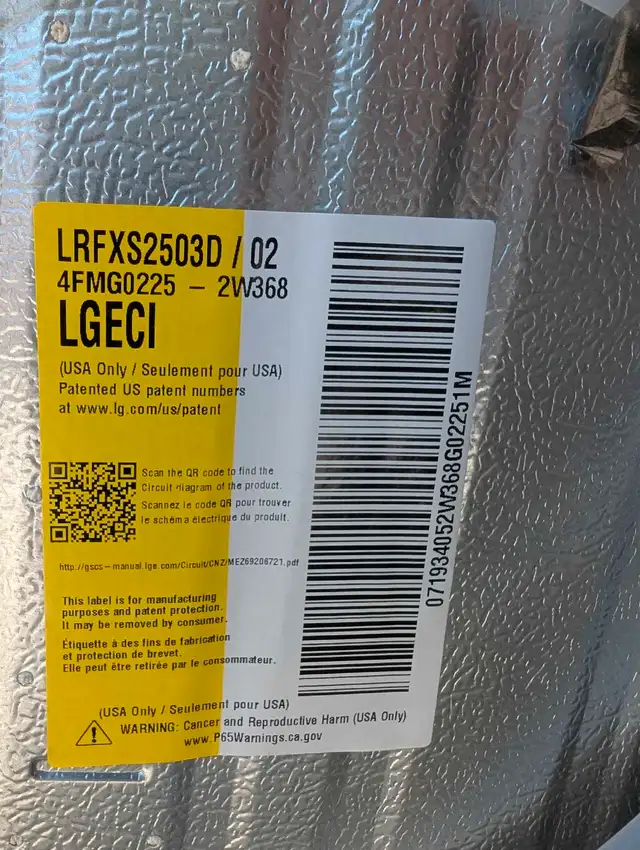 LRFXS2503D / 02
4FMG0225 - 2W368
LGECI
(USA Only / Seulement pour USA)
Patented US patent numbers
at www.lg.com/us/patent
Scan the QR code to find the
Circuit diagram of the product.
Scannez le code QR pour trouver
le schéma électrique du produit.
http://gscs-manual.lge.com/Circuit/CNZ/MEZ69206721.pdf
This label is for manufacturing
purposes and patent protection.
It may be removed by consumer.
Étiquette à des fins de fabrication
et protection de brevet.
Elle peut être retirée par le consommateur.
(USA Only / Seulement pour USA)
WARNING: Cancer and Reproductive Harm (USA Only)
www.P65Warnings.ca.gov
071934052W368G02251M